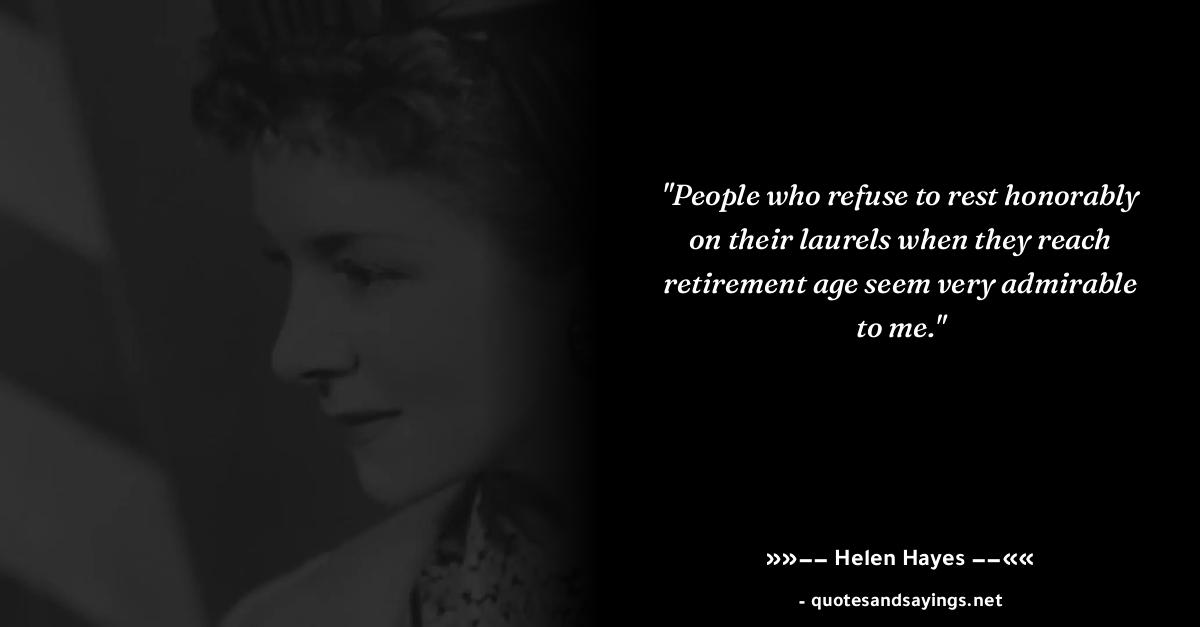 "People who refuse to rest honorably
on their laurels when they reach
retirement age seem very admirable
to me."
»»−− Helen Hayes −−««
- quotesandsayings.net